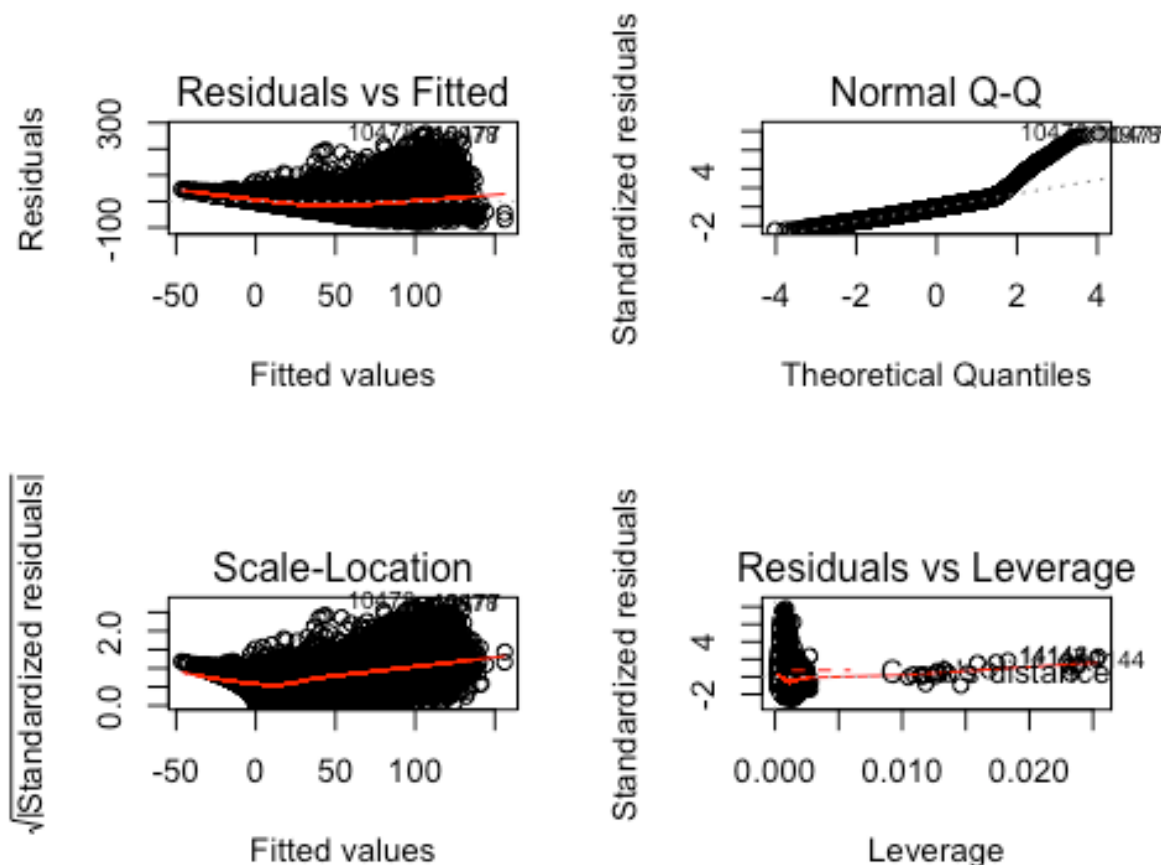 Residuals vs Fitted
Residuals
300
-100
-50 0 50 100
Fitted values
Normal Q-Q
Standardized residuals
4
-2
-4 -2 0 2 4
Theoretical Quantiles
Scale-Location
√|Standardized residuals|
2.0
0.0
-50 0 50 100
Fitted values
Residuals vs Leverage
Standardized residuals
4
-2
distance
0.000 0.010 0.020
Leverage